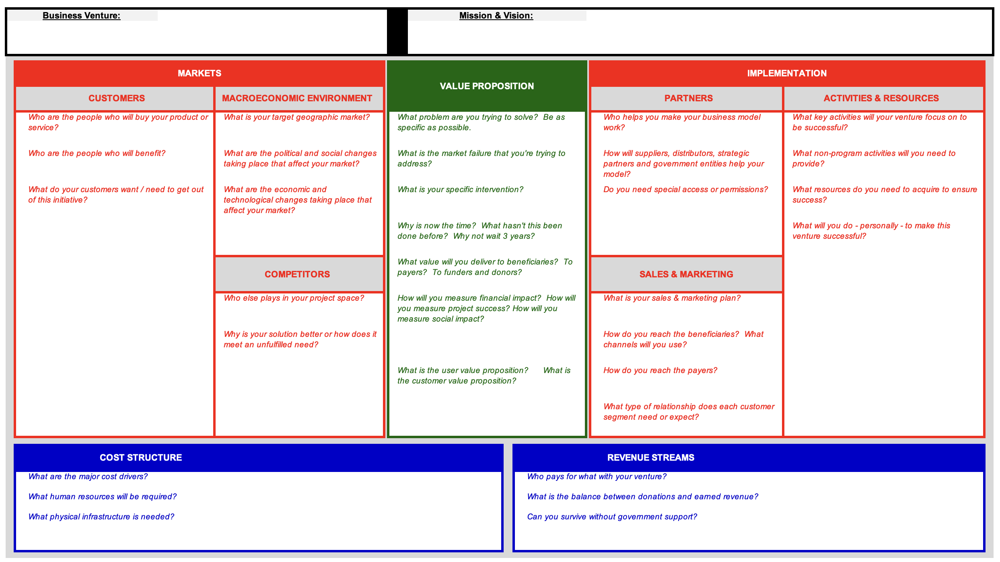 Business Venture:
Mission & Vision:
MARKETS
CUSTOMERS
Who are the people who will buy your product or
service?
Who are the people who will benefit?
What do your customers want / need to get out
of this initiative?
MACROECONOMIC ENVIRONMENT
What is your target geographic market?
What are the political and social changes
taking place that affect your market?
What are the economic and
technological changes taking place that
affect your market?
COMPETITORS
Who else plays in your project space?
Why is your solution better or how does it
meet an unfulfilled need?
VALUE PROPOSITION
What problem are you trying to solve?  Be as
specific as possible.
What is the market failure that you're trying to
address?
What is your specific intervention?
Why is now the time?  What hasn't this been
done before?  Why not wait 3 years?
What value will you deliver to beneficiaries?  To
payers?  To funders and donors?
How will you measure financial impact?  How will
you measure project success? How will you
measure social impact?
What is the user value proposition?      What is
the customer value proposition?
IMPLEMENTATION
PARTNERS
Who helps you make your business model
work?
How will suppliers, distributors, strategic
partners and government entities help your
model?
Do you need special access or permissions?
SALES & MARKETING
What is your sales & marketing plan?
How do you reach the beneficiaries?  What
channels will you use?
How do you reach the payers?
What type of relationship does each customer
segment need or expect?
ACTIVITIES & RESOURCES
What key activities will your venture focus on to
be successful?
What non-program activities will you need to
provide?
What resources do you need to acquire to ensure
success?
What will you do - personally - to make this
venture successful?
COST STRUCTURE
What are the major cost drivers?
What human resources will be required?
What physical infrastructure is needed?
REVENUE STREAMS
Who pays for what with your venture?
What is the balance between donations and earned revenue?
Can you survive without government support?